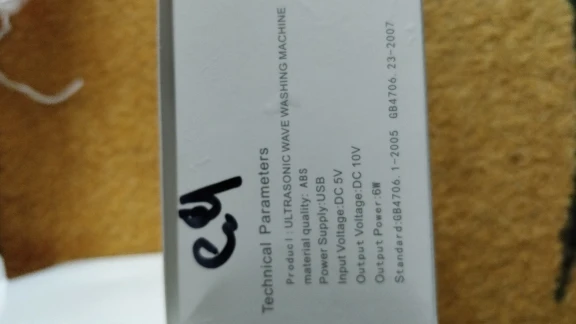 Technical Parameters
Product: ULTRASONIC WAVE WASHING MACHINE
material quality: ABS
Power Supply:USB
Input Voltage:DC 5V
Output Voltage:DC 10V
Output Power:6W
Standard:GB4706.1-2005 GB4706.23-2007